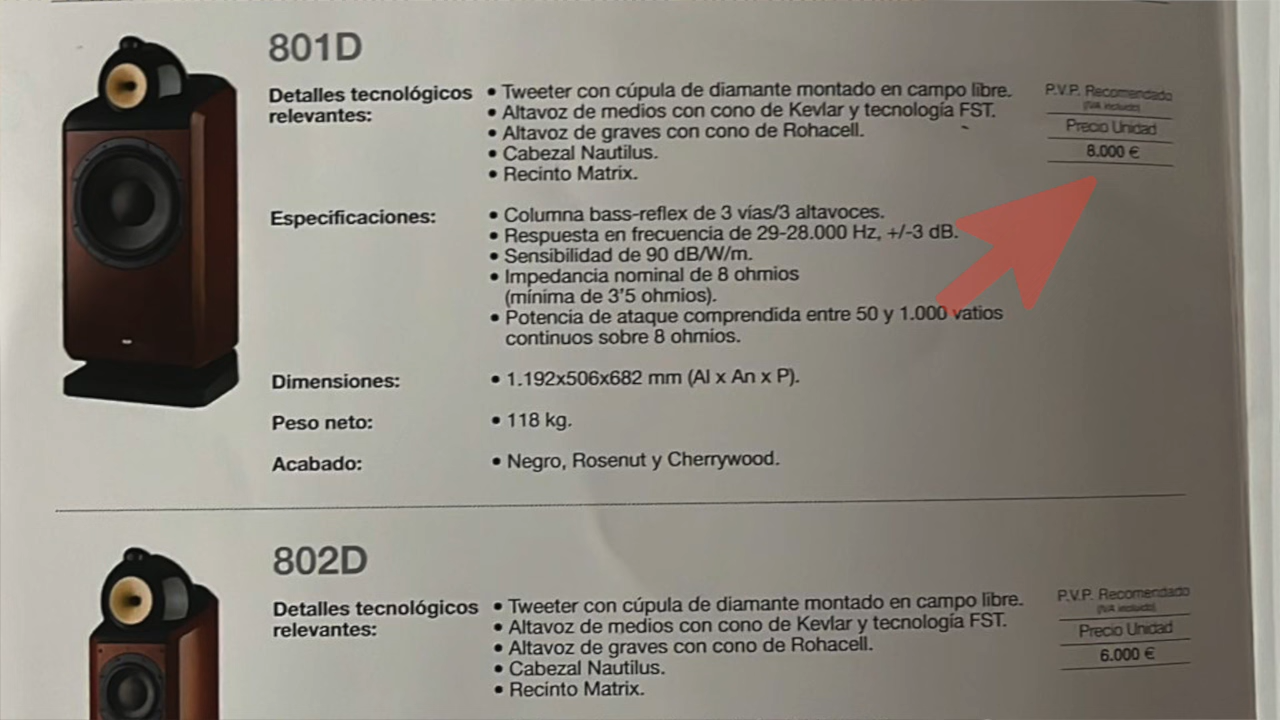 801D
Detalles tecnológicos relevantes:
• Tweeter con cúpula de diamante montado en campo libre.
• Altavoz de medios con cono de Kevlar y tecnología FST.
• Altavoz de graves con cono de Rohacell.
• Cabezal Nautilus.
• Recinto Matrix.
P.V.P. Recomendado
(IVA incluido)
Precio Unidad
8.000 €
Especificaciones:
• Columna bass-reflex de 3 vías/3 altavoces.
• Respuesta en frecuencia de 29-28.000 Hz, +/-3 dB.
• Sensibilidad de 90 dB/W/m.
• Impedancia nominal de 8 ohmios
(mínima de 3'5 ohmios).
• Potencia de ataque comprendida entre 50 y 1.000 vatios
continuos sobre 8 ohmios.
Dimensiones:
• 1.192x506x682 mm (Al x An x P).
Peso neto:
• 118 kg.
Acabado:
• Negro, Rosenut y Cherrywood.
802D
Detalles tecnológicos relevantes:
• Tweeter con cúpula de diamante montado en campo libre.
• Altavoz de medios con cono de Kevlar y tecnología FST.
• Altavoz de graves con cono de Rohacell.
• Cabezal Nautilus.
• Recinto Matrix.
P.V.P. Recomendado
(IVA incluido)
Precio Unidad
6.000 €